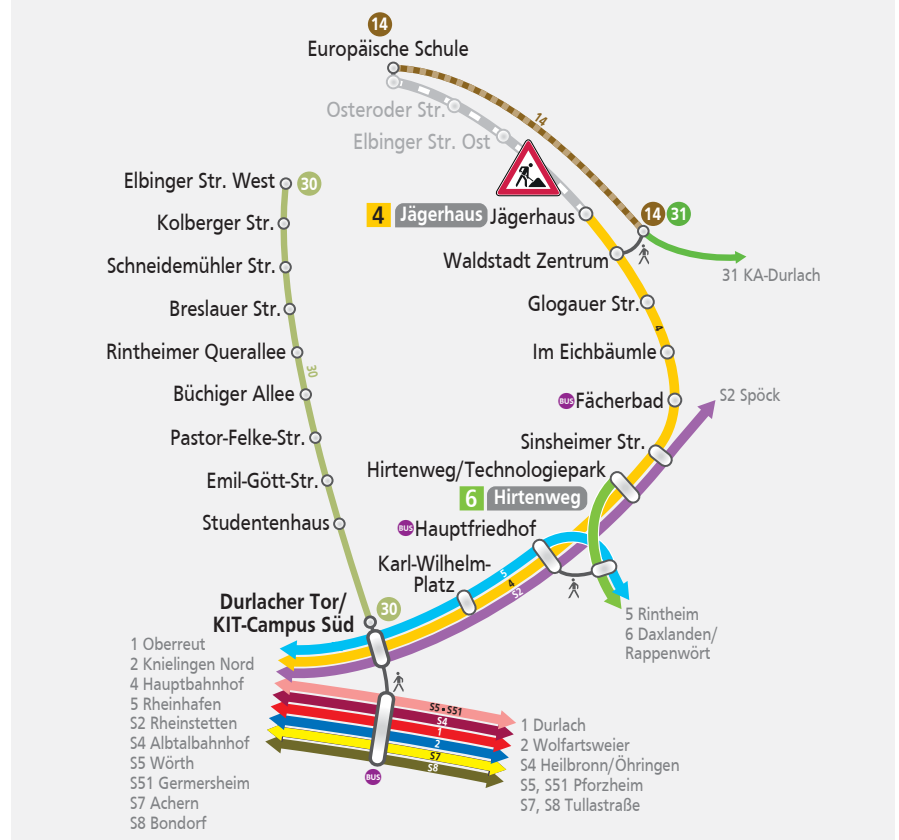 14
Europäische Schule
Osteroder Str.
14
Elbinger Str. Ost
Elbinger Str. West
30
4
Jägerhaus
Jägerhaus
14
31
Kolberger Str.
Waldstadt Zentrum
Schneidemühler Str.
31 KA-Durlach
Breslauer Str.
Glogauer Str.
4
Rintheimer Querallee
Im Eichbäumle
30
Büchiger Allee
BUS
Fächerbad
S2 Spöck
Pastor-Felke-Str.
Sinsheimer Str.
Hirtenweg/Technologiepark
Emil-Gött-Str.
6
Hirtenweg
Studentenhaus
BUS
Hauptfriedhof
Karl-Wilhelm-
Platz
5
4
S2
Durlacher Tor/
KIT-Campus Süd
30
5 Rintheim
6 Daxlanden/
Rappenwört
1 Oberreut
2 Knielingen Nord
4 Hauptbahnhof
5 Rheinhafen
S2 Rheinstetten
S4 Albtalbahnhof
S5 Wörth
S51 Germersheim
S7 Achern
S8 Bondorf
S5 ▪ S51
S4
1
2
S7
S8
BUS
1 Durlach
2 Wolfartsweier
S4 Heilbronn/Öhringen
S5, S51 Pforzheim
S7, S8 Tullastraße